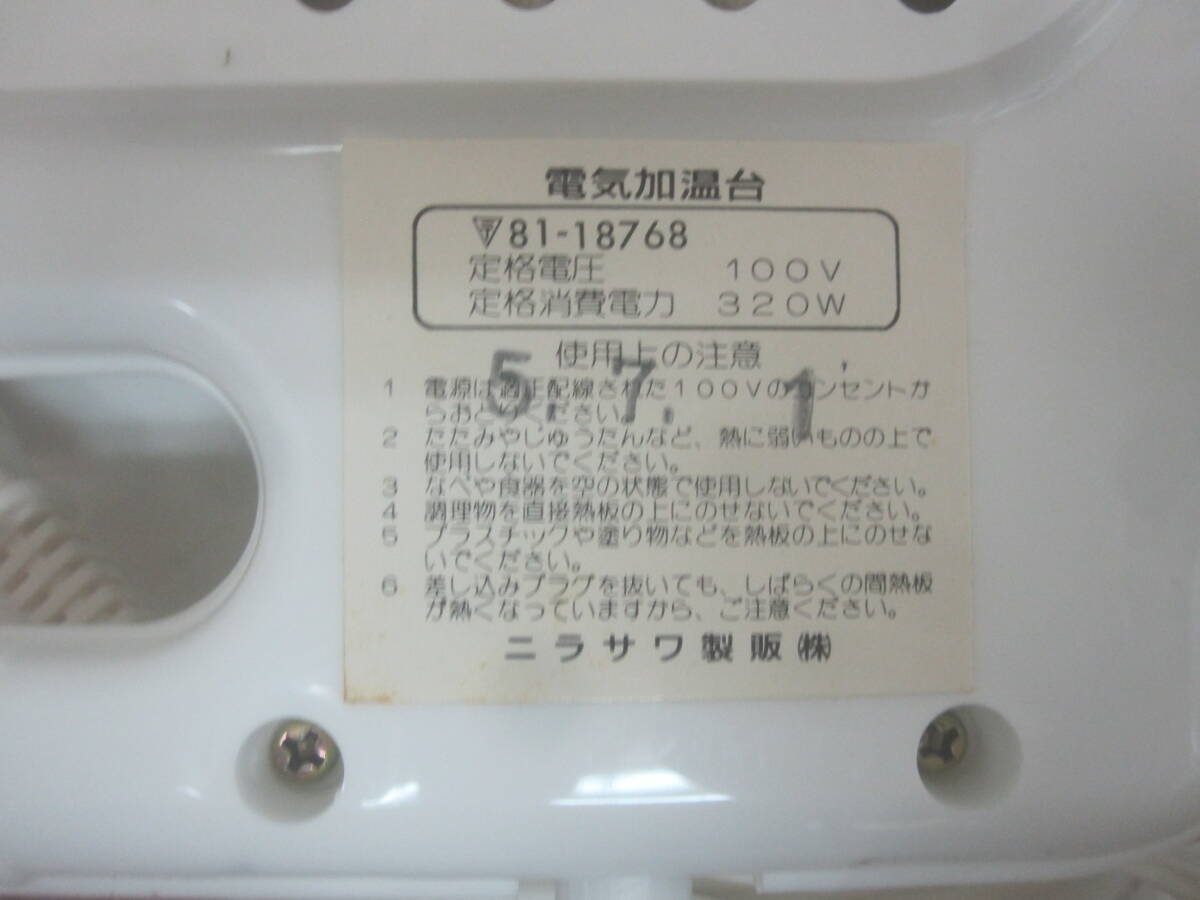 電気加温台
81-18768
定格電圧 100V
定格消費電力 320W
使用上の注意
5. 7. 1
1 電源は適正配線された100Vのコンセントか
らおとりください。
2 たたみやじゅうたんなど、熱に弱いものの上で
使用しないでください。
3 なべや食器を空の状態で使用しないでください。
4 調理物を直接熱板の上にのせないでください。
5 プラスチックや塗り物などを熱板の上にのせな
いでください。
6 差し込みプラグを抜いても、しばらくの間熱板
が熱くなっていますから、ご注意ください。
ニラサワ製販㈱